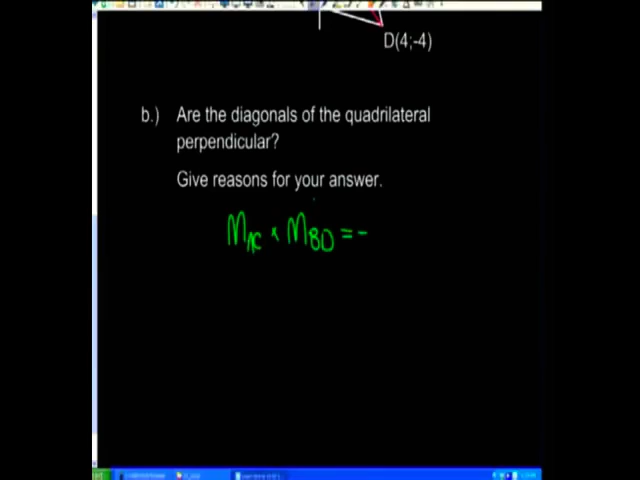 D(4;-4)
b.) Are the diagonals of the quadrilateral
perpendicular?
Give reasons for your answer.
M_AC × M_BD = -